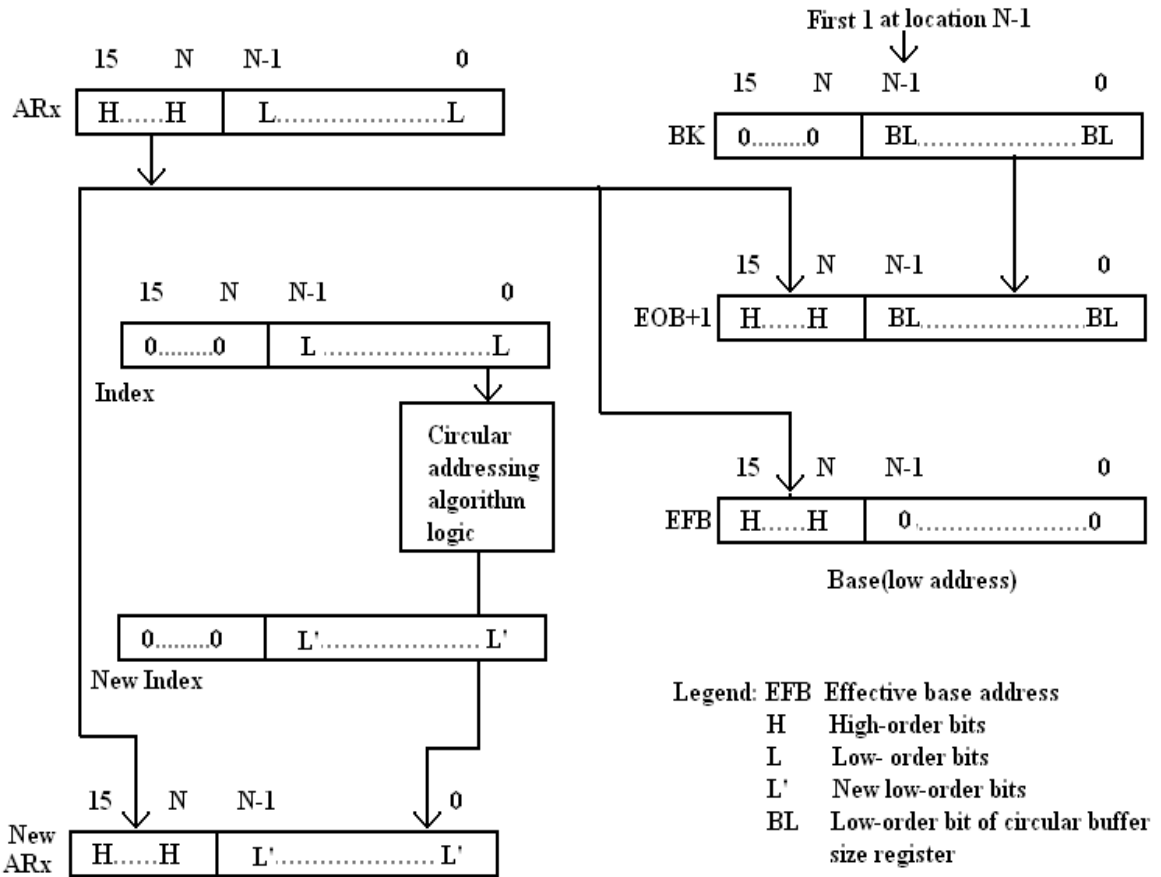 First 1 at location N-1
15 N N-1 0
ARx H......H L.......................L
15 N N-1 0
BK 0.........0 BL...................... BL
15 N N-1 0
EOB+1 H......H BL......................BL
15 N N-1 0
0.........0 L ......................L
Index
Circular
addressing
algorithm
logic
15 N N-1 0
EFB H......H 0........................0
Base(low address)
0.........0 L'........................ L'
New Index
Legend: EFB Effective base address
H High-order bits
L Low- order bits
L' New low-order bits
BL Low-order bit of circular buffer
size register
15 N N-1 0
New
ARx H......H L'...................... L'